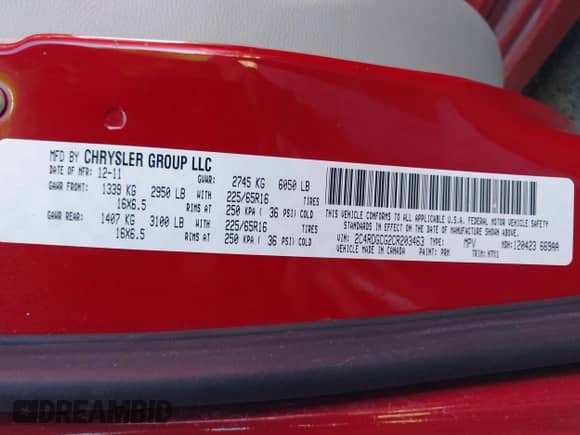 MFD BY CHRYSLER GROUP LLC
DATE OF MFR: 12-11 GVWR: 2745 KG 6050 LB
GAWR FRONT: 1339 KG 2950 LB WITH 225/65R16 TIRES
16X6.5 RIMS AT 250 KPA ( 36 PSI) COLD
GAWR REAR: 1407 KG 3100 LB WITH 225/65R16 TIRES
16X6.5 RIMS AT 250 KPA ( 36 PSI) COLD
THIS VEHICLE CONFORMS TO ALL APPLICABLE U.S.A. FEDERAL MOTOR VEHICLE SAFETY
STANDARDS IN EFFECT ON THE DATE OF MANUFACTURE SHOWN ABOVE.
VIN: 2C4RDGCG2CR203463 TYPE: MPV MDH: 120423 669AA
VEHICLE MADE IN CANADA PAINT: PRM TRIM:
DREAMBID